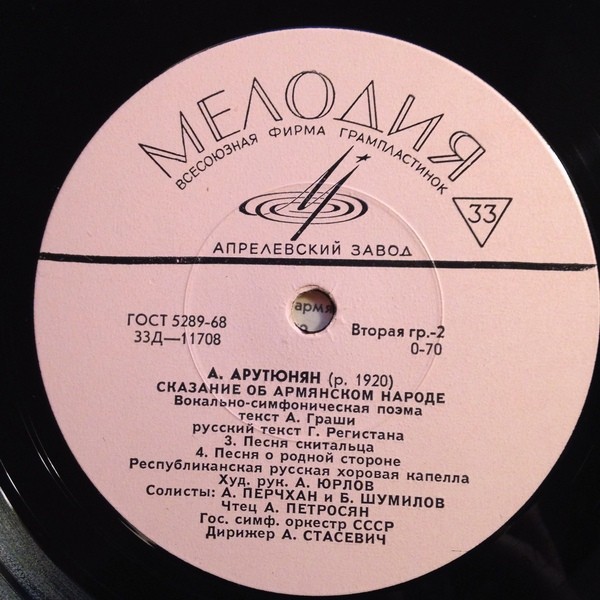 МЕЛОДИЯ
ВСЕСОЮЗНАЯ ФИРМА ГРАМПЛАСТИНОК
33
АПРЕЛЕВСКИЙ ЗАВОД
ГОСТ 5289-68
33Д—11708
Вторая гр.-2
0-70
А. АРУТЮНЯН (р. 1920)
СКАЗАНИЕ ОБ АРМЯНСКОМ НАРОДЕ
Вокально-симфоническая поэма
текст А. Граши
русский текст Г. Регистана
3. Песня скитальца
4. Песня о родной стороне
Республиканская русская хоровая капелла
Худ. рук. А. ЮРЛОВ
Солисты: А. ПЕРЧХАН и Б. ШУМИЛОВ
Чтец А. ПЕТРОСЯН
Гос. симф. оркестр СССР
Дирижер А. СТАСЕВИЧ